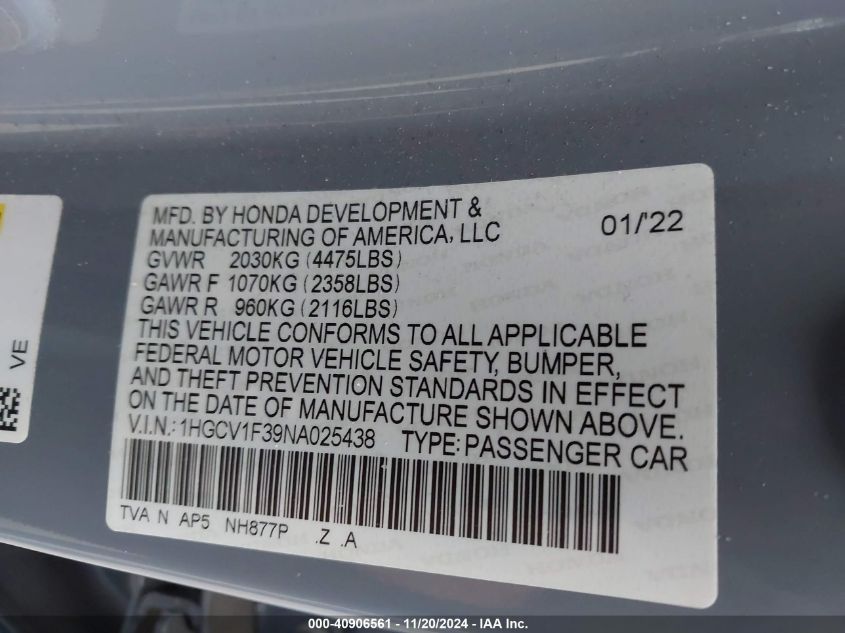 MFD. BY HONDA DEVELOPMENT &
MANUFACTURING OF AMERICA, LLC 01/'22
GVWR 2030KG (4475LBS)
GAWR F 1070KG (2358LBS)
GAWR R 960KG (2116LBS)
THIS VEHICLE CONFORMS TO ALL APPLICABLE
FEDERAL MOTOR VEHICLE SAFETY, BUMPER,
AND THEFT PREVENTION STANDARDS IN EFFECT
ON THE DATE OF MANUFACTURE SHOWN ABOVE.
V.I.N.: 1HGCV1F39NA025438 TYPE: PASSENGER CAR
TVA N AP5 NH877P .Z .A
VE
000-40906561 - 11/20/2024 - IAA Inc.